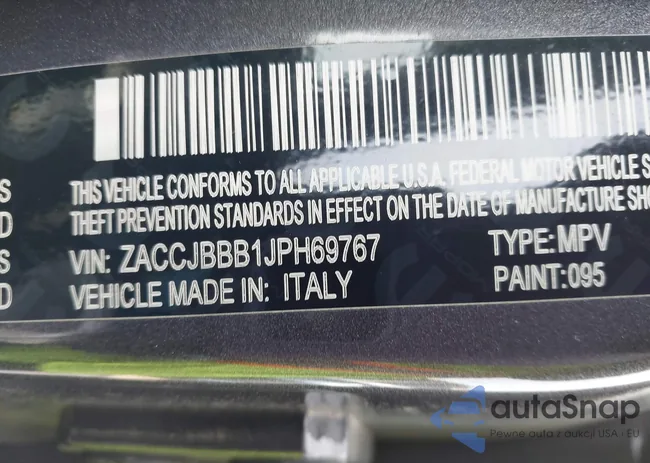 S THIS VEHICLE CONFORMS TO ALL APPLICABLE U.S.A. FEDERAL MOTOR VEHICLE S
D THEFT PREVENTION STANDARDS IN EFFECT ON THE DATE OF MANUFACTURE SHO
S VIN: ZACCJBBB1JPH69767 TYPE: MPV
D VEHICLE MADE IN: ITALY PAINT: 095
autaSnap
Pewne auta z aukcji USA - EU